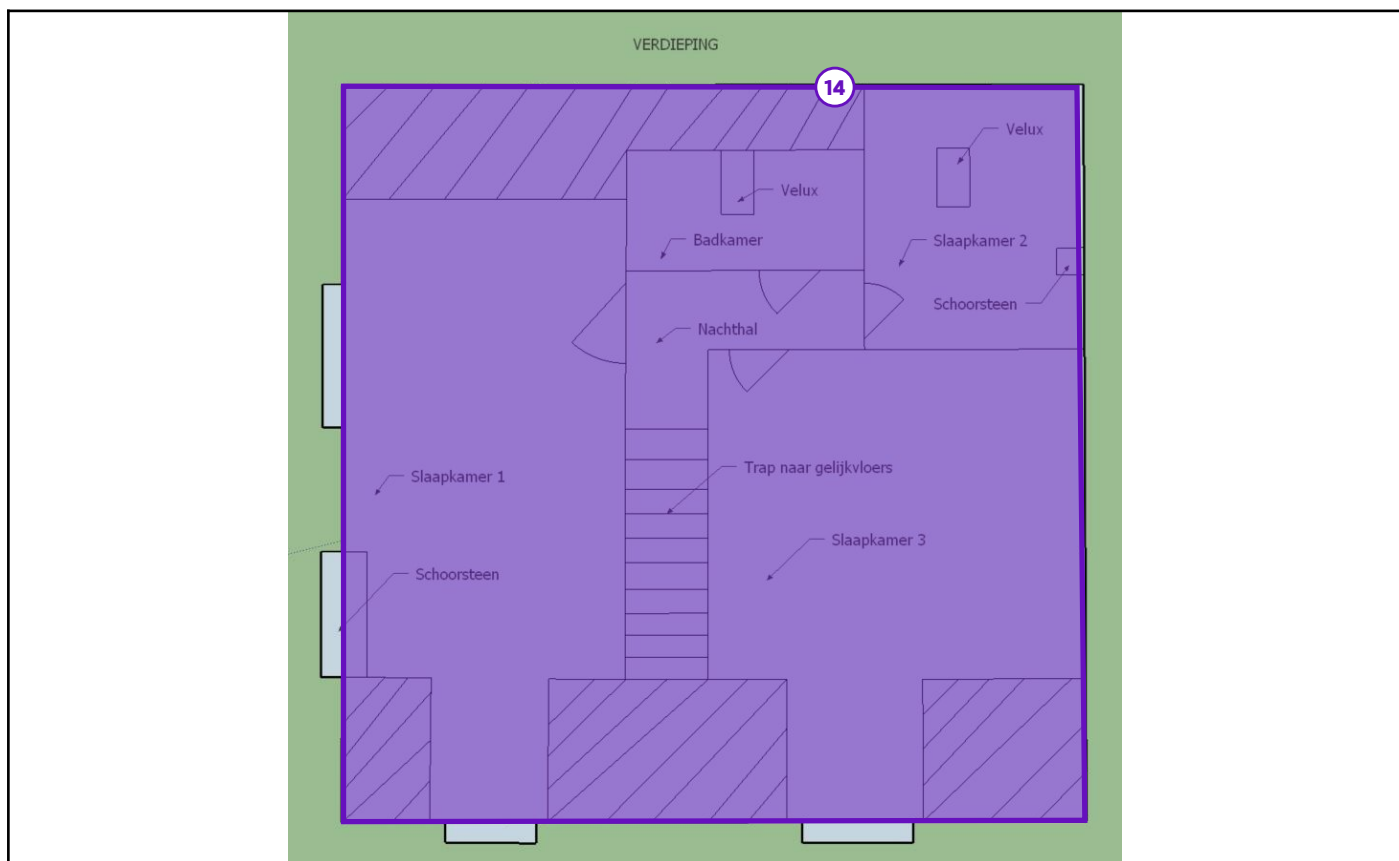 VERDIEPING
14
Velux
Velux
Badkamer
Slaapkamer 2
Schoorsteen
Nachthal
Trap naar gelijkvloers
Slaapkamer 1
Slaapkamer 3
Schoorsteen